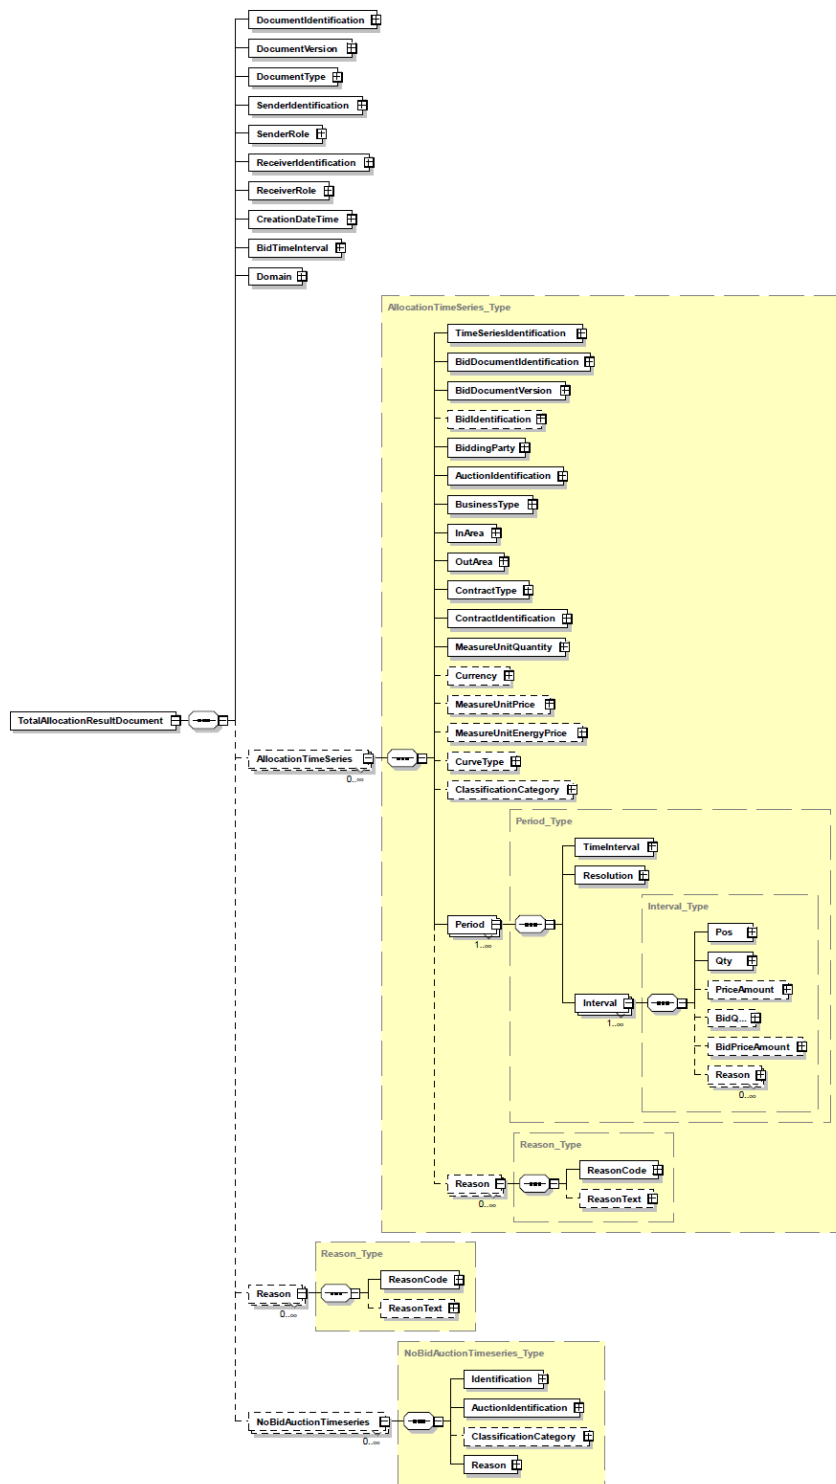 DocumentIdentification
DocumentVersion
DocumentType
SenderIdentification
SenderRole
ReceiverIdentification
ReceiverRole
CreationDateTime
BidTimeInterval
Domain
AllocationTimeSeries_Type
TimeSeriesIdentification
BidDocumentIdentification
BidDocumentVersion
BidIdentification
BiddingParty
AuctionIdentification
BusinessType
InArea
OutArea
ContractType
ContractIdentification
MeasureUnitQuantity
Currency
MeasureUnitPrice
TotalAllocationResultDocument
MeasureUnitEnergyPrice
AllocationTimeSeries
0..∞
CurveType
ClassificationCategory
Period_Type
TimeInterval
Resolution
Interval_Type
Period
1..∞
Pos
Qty
PriceAmount
Interval
1..∞
BidQ...
BidPriceAmount
Reason
0..∞
Reason_Type
ReasonCode
Reason
0..∞
ReasonText
Reason_Type
ReasonCode
Reason
0..∞
ReasonText
NoBidAuctionTimeseries_Type
Identification
AuctionIdentification
NoBidAuctionTimeseries
0..∞
ClassificationCategory
Reason